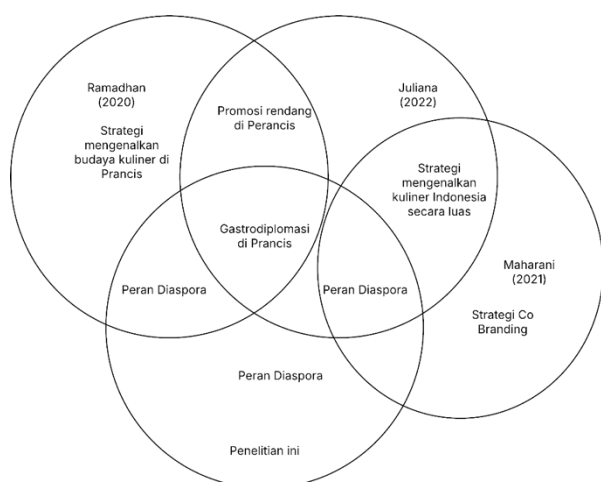 Ramadhan
(2020)
Strategi
mengenalkan
budaya kuliner di
Prancis
Promosi rendang
di Perancis
Juliana
(2022)
Strategi
mengenalkan
kuliner Indonesia
secara luas
Gastrodiplomasi
di Prancis
Maharani
(2021)
Strategi Co
Branding
Peran Diaspora
Peran Diaspora
Peran Diaspora
Penelitian ini